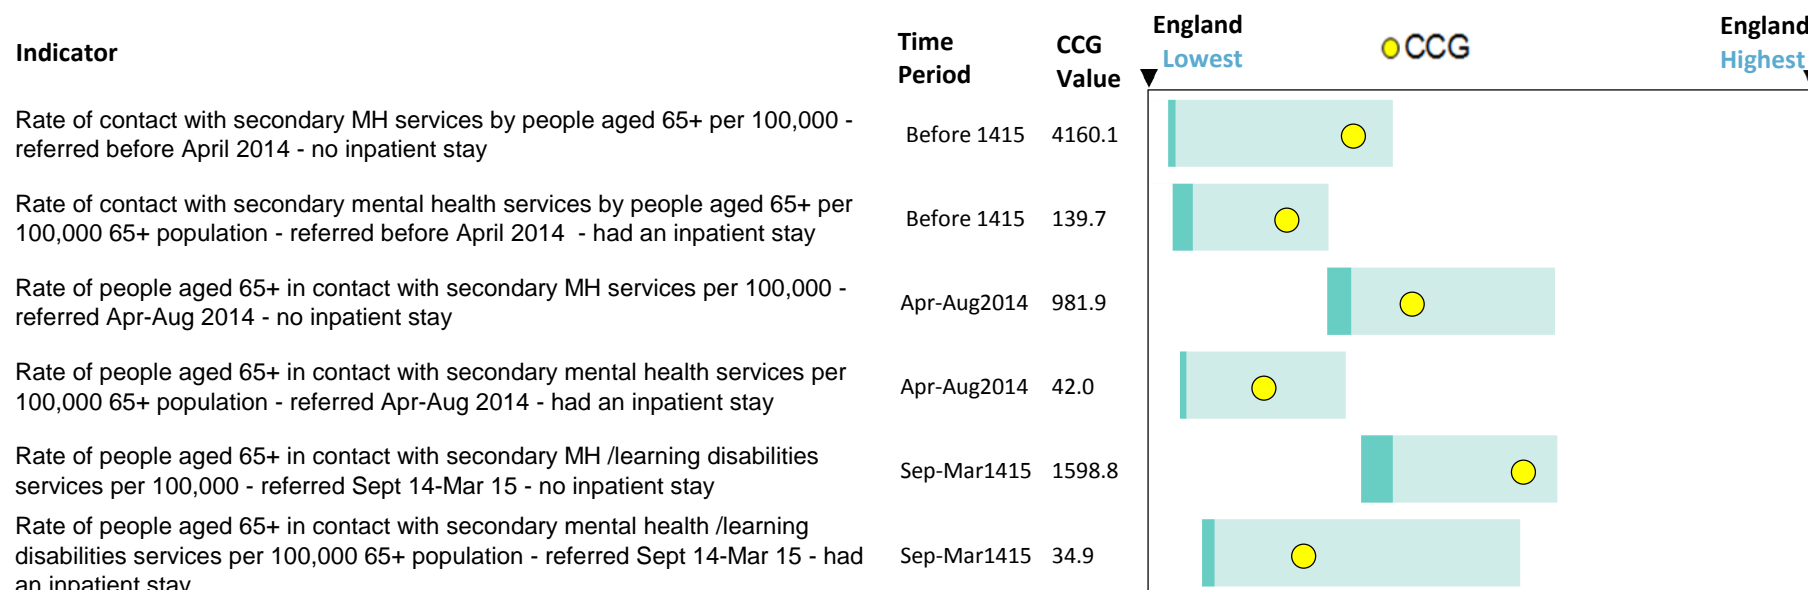 Indicator
Time
Period
CCG
Value
England
Lowest
CCG
England
Highest
Rate of contact with secondary MH services by people aged 65+ per 100,000 -
referred before April 2014 - no inpatient stay
Before 1415
4160.1
Rate of contact with secondary mental health services by people aged 65+ per
100,000 65+ population - referred before April 2014  - had an inpatient stay
Before 1415
139.7
Rate of people aged 65+ in contact with secondary MH services per 100,000 -
referred Apr-Aug 2014 - no inpatient stay
Apr-Aug2014
981.9
Rate of people aged 65+ in contact with secondary mental health services per
100,000 65+ population - referred Apr-Aug 2014 - had an inpatient stay
Apr-Aug2014
42.0
Rate of people aged 65+ in contact with secondary MH /learning disabilities
services per 100,000 - referred Sept 14-Mar 15 - no inpatient stay
Sep-Mar1415
1598.8
Rate of people aged 65+ in contact with secondary mental health /learning
disabilities services per 100,000 65+ population - referred Sept 14-Mar 15 - had
an inpatient stay
Sep-Mar1415
34.9